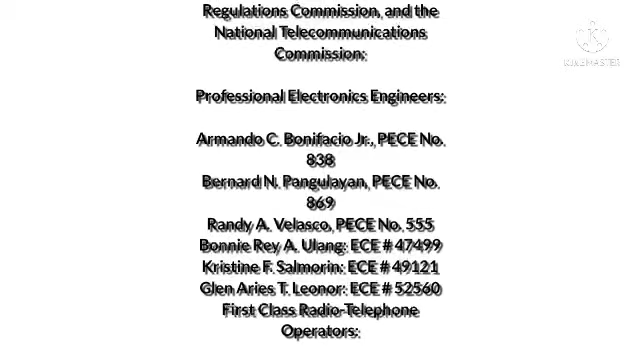 Regulations Commission, and the
National Telecommunications
Commission:
Professional Electronics Engineers:
Armando C. Bonifacio Jr., PECE No.
838
Bernard N. Pangulayan, PECE No.
869
Randy A. Velasco, PECE No. 555
Bonnie Rey A. Ulang: ECE # 47499
Kristine F. Salmorin: ECE # 49121
Glen Aries T. Leonor: ECE # 52560
First Class Radio-Telephone
Operators:
KINEMASTER